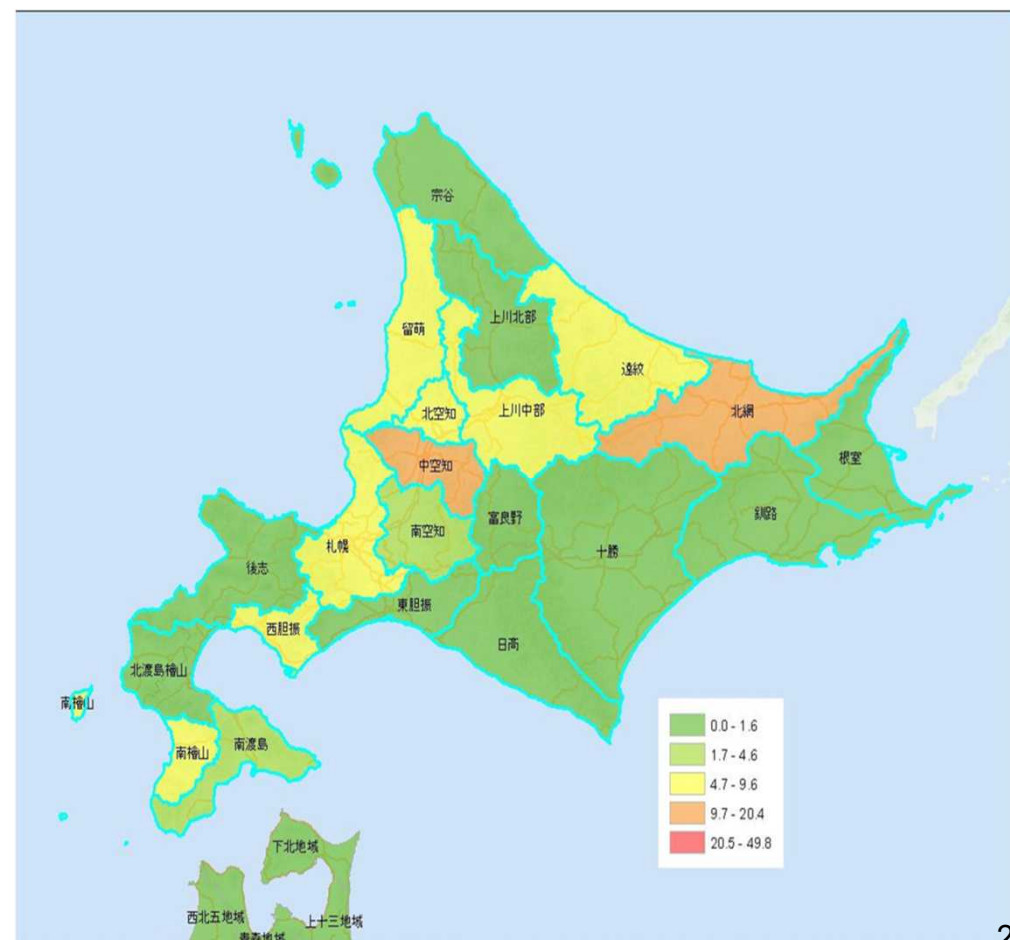 宗谷
上川北部
留萌
遠紋
北空知
上川中部
北網
中空知
根室
釧路
南空知
富良野
札幌
十勝
後志
東胆振
西胆振
日高
北渡島檜山
南檜山
南檜山
南渡島
0.0 - 1.6
1.7 - 4.6
4.7 - 9.6
9.7 - 20.4
20.5 - 49.8
下北地域
西北五地域
上十三地域
青森地域
2